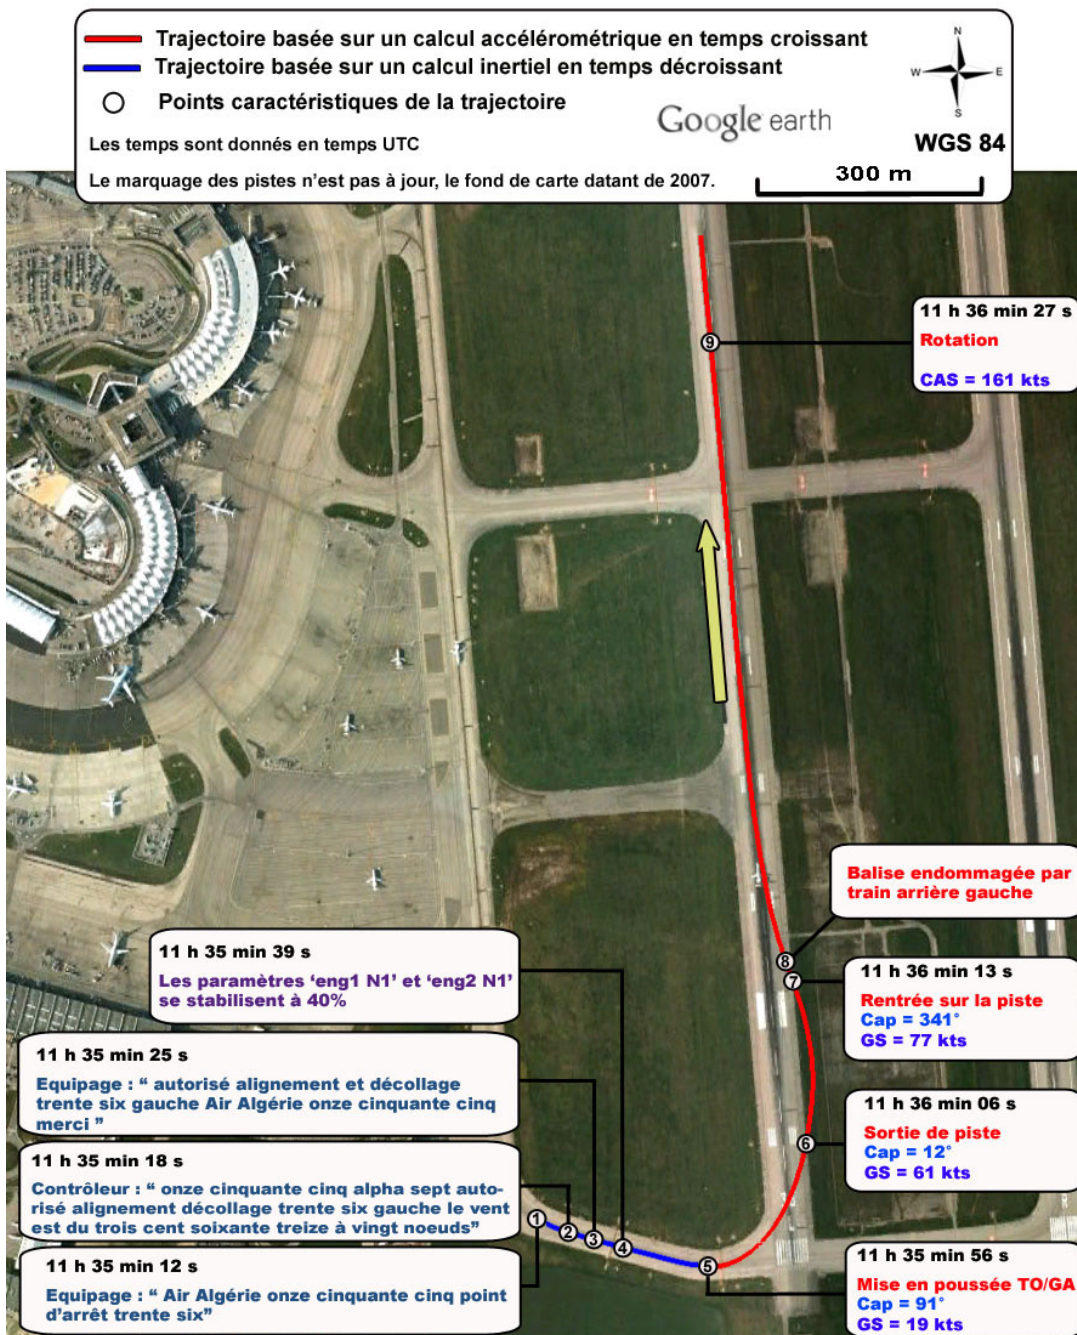 Trajectoire basée sur un calcul accélérométrique en temps croissant
Trajectoire basée sur un calcul inertiel en temps décroissant
Points caractéristiques de la trajectoire
Les temps sont donnés en temps UTC
Le marquage des pistes n'est pas à jour, le fond de carte datant de 2007.
Google earth
N
W E
S
WGS 84
300 m
11 h 36 min 27 s
Rotation
CAS = 161 kts
9
Balise endommagée par
train arrière gauche
8
7
11 h 36 min 13 s
Rentrée sur la piste
Cap = 341°
GS = 77 kts
11 h 36 min 06 s
Sortie de piste
Cap = 12°
GS = 61 kts
6
11 h 35 min 39 s
Les paramètres ‘eng1 N1’ et ‘eng2 N1’
se stabilisent à 40%
11 h 35 min 25 s
Equipage : “ autorisé alignement et décollage
trente six gauche Air Algérie onze cinquante cinq
merci ”
11 h 35 min 18 s
Contrôleur : “ onze cinquante cinq alpha sept auto-
risé alignement décollage trente six gauche le vent
est du trois cent soixante treize à vingt noeuds”
11 h 35 min 12 s
Equipage : “ Air Algérie onze cinquante cinq point
d'arrêt trente six”
1
2
3
4
5
11 h 35 min 56 s
Mise en poussée TO/GA
Cap = 91°
GS = 19 kts